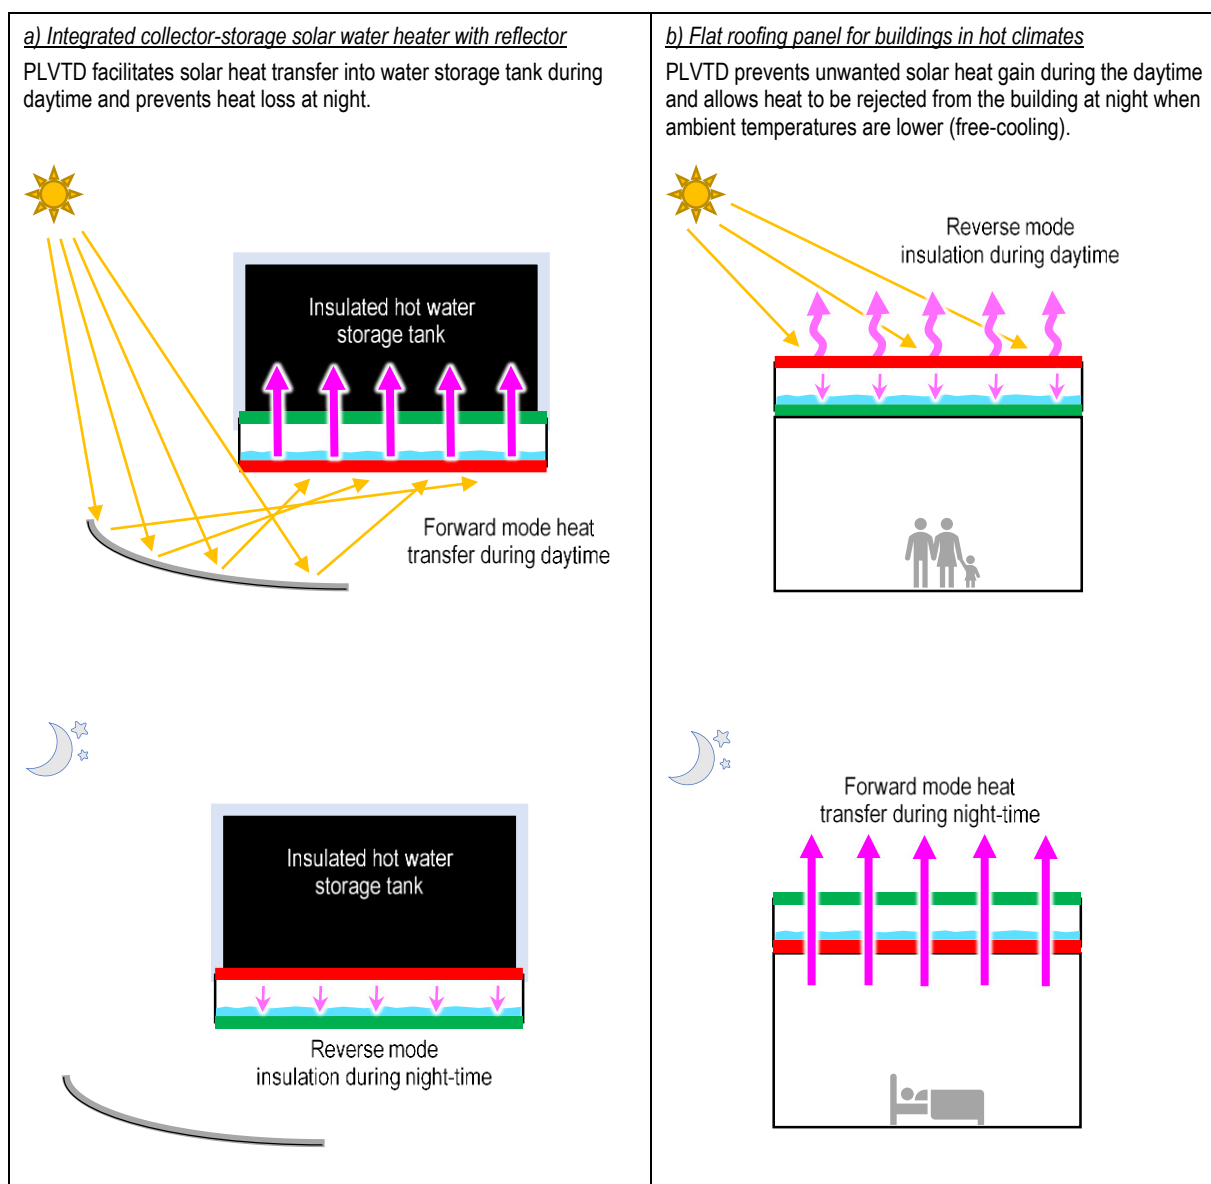 a) Integrated collector-storage solar water heater with reflector
PLVTD facilitates solar heat transfer into water storage tank during
daytime and prevents heat loss at night.
Insulated hot water
storage tank
Forward mode heat
transfer during daytime
Insulated hot water
storage tank
Reverse mode
insulation during night-time
b) Flat roofing panel for buildings in hot climates
PLVTD prevents unwanted solar heat gain during the daytime
and allows heat to be rejected from the building at night when
ambient temperatures are lower (free-cooling).
Reverse mode
insulation during daytime
Forward mode heat
transfer during night-time